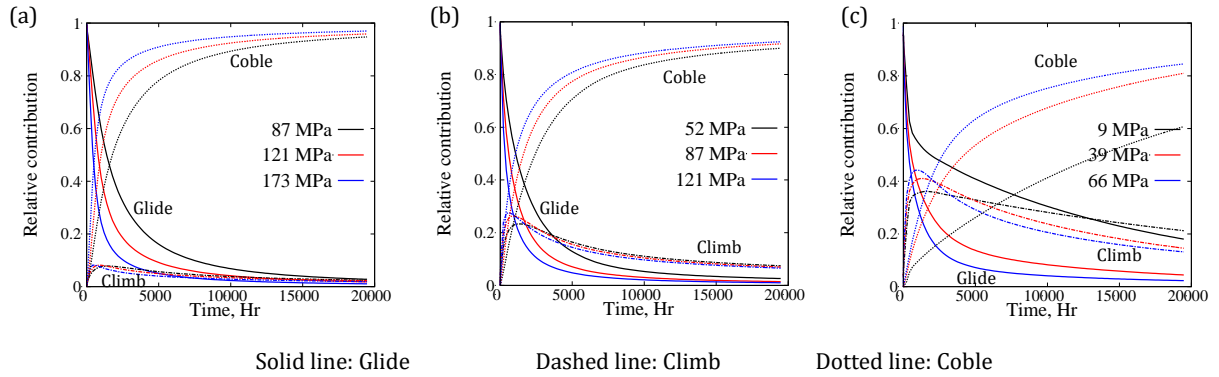 (a)
Relative contribution
1
0.8
0.6
0.4
0.2
0
Coble
87 MPa
121 MPa
173 MPa
Glide
Climb
0 5000 10000 15000 20000
Time, Hr
(b)
Relative contribution
1
0.8
0.6
0.4
0.2
0
Coble
52 MPa
87 MPa
121 MPa
Glide
Climb
0 5000 10000 15000 20000
Time, Hr
(c)
Relative contribution
1
0.8
0.6
0.4
0.2
0
Coble
9 MPa
39 MPa
66 MPa
Climb
Glide
0 5000 10000 15000 20000
Time, Hr
Solid line: Glide Dashed line: Climb Dotted line: Coble